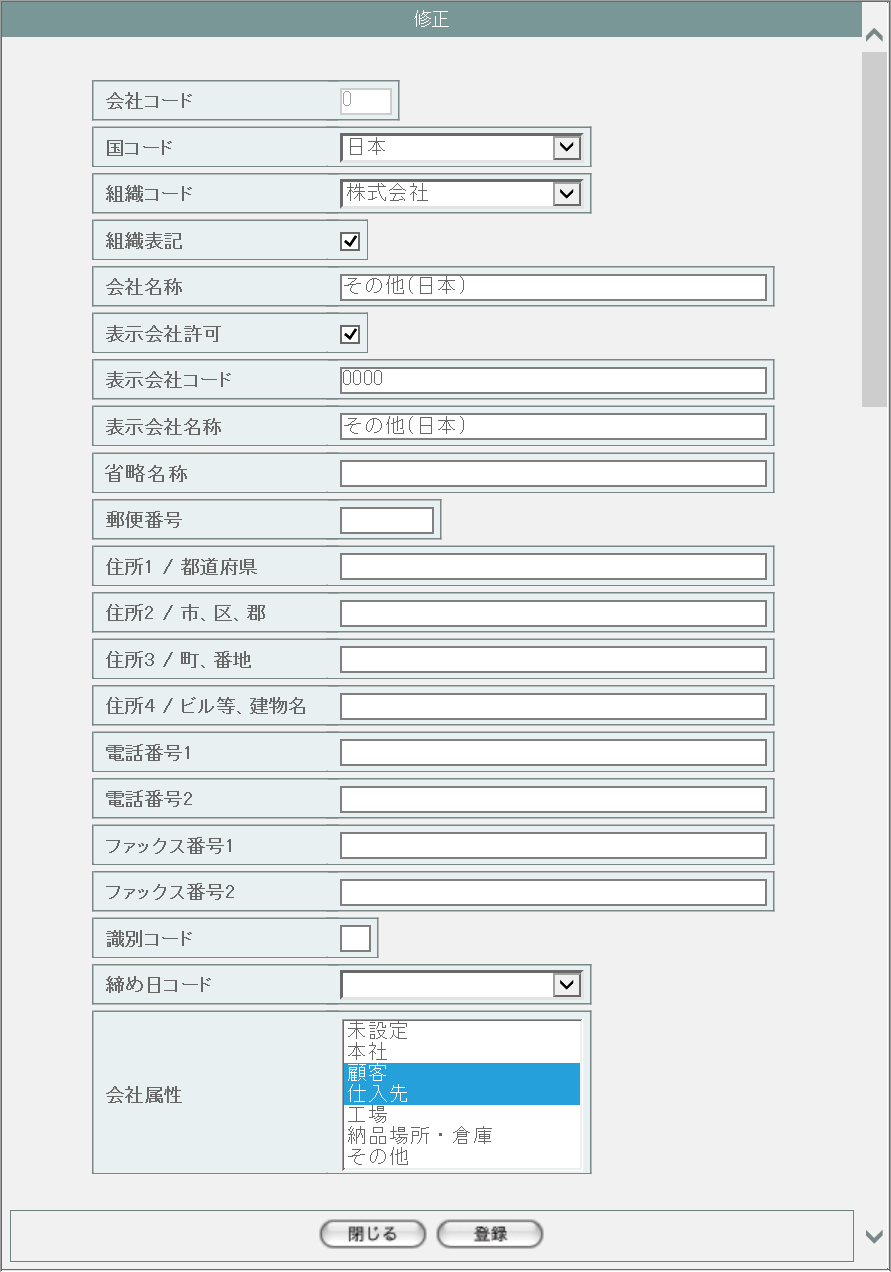 修正
会社コード 0
国コード 日本
組織コード 株式会社
組織表記
会社名称 その他(日本)
表示会社許可
表示会社コード 0000
表示会社名称 その他(日本)
省略名称
郵便番号
住所1 / 都道府県
住所2 / 市、区、郡
住所3 / 町、番地
住所4 / ビル等、建物名
電話番号1
電話番号2
ファックス番号1
ファックス番号2
識別コード
締め日コード
会社属性
未設定
本社
顧客
仕入先
工場
納品場所・倉庫
その他
閉じる 登録